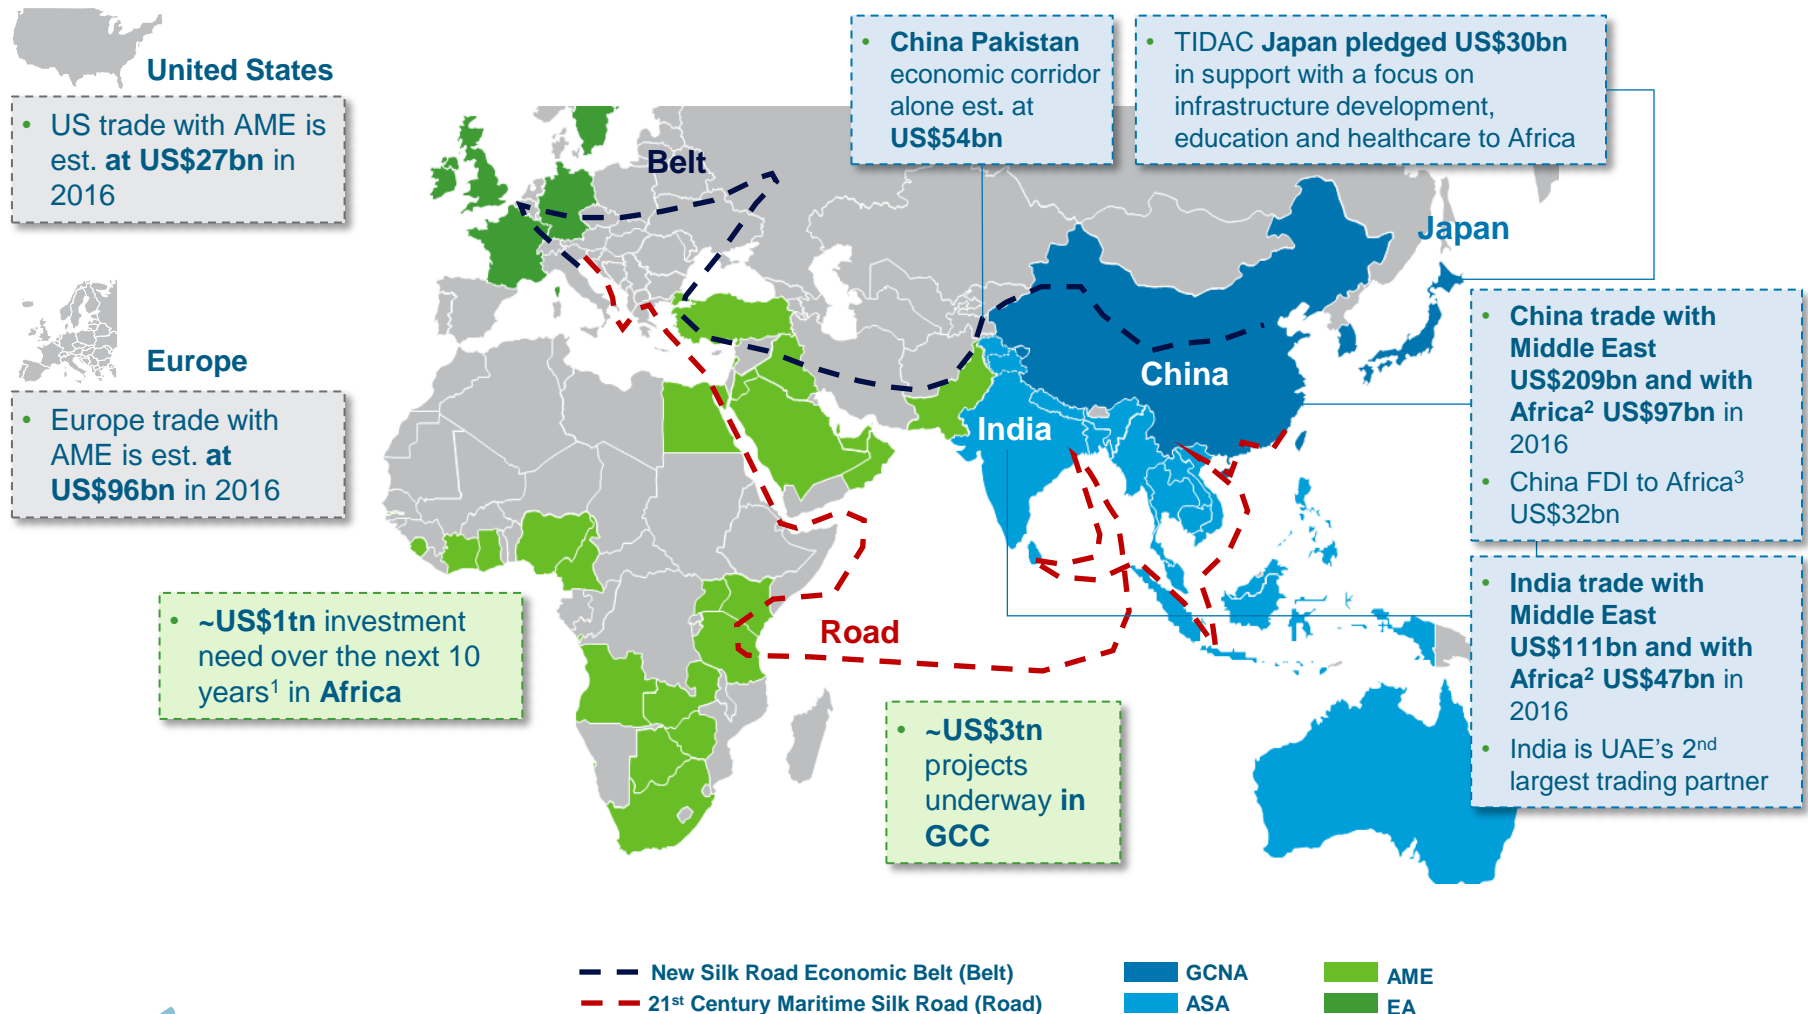 United States
• US trade with AME is
est. at US$27bn in
2016
Europe
• Europe trade with
AME is est. at
US$96bn in 2016
• China Pakistan
economic corridor
alone est. at
US$54bn
• TIDAC Japan pledged US$30bn
in support with a focus on
infrastructure development,
education and healthcare to Africa
Belt
Japan
China
India
Road
• China trade with
Middle East
US$209bn and with
Africa² US$97bn in
2016
• China FDI to Africa³
US$32bn
• India trade with
Middle East
US$111bn and with
Africa² US$47bn in
2016
• India is UAE's 2nd
largest trading partner
• ~US$1tn investment
need over the next 10
years¹ in Africa
• ~US$3tn
projects
underway in
GCC
New Silk Road Economic Belt (Belt)
21st Century Maritime Silk Road (Road)
GCNA
ASA
AME
EA